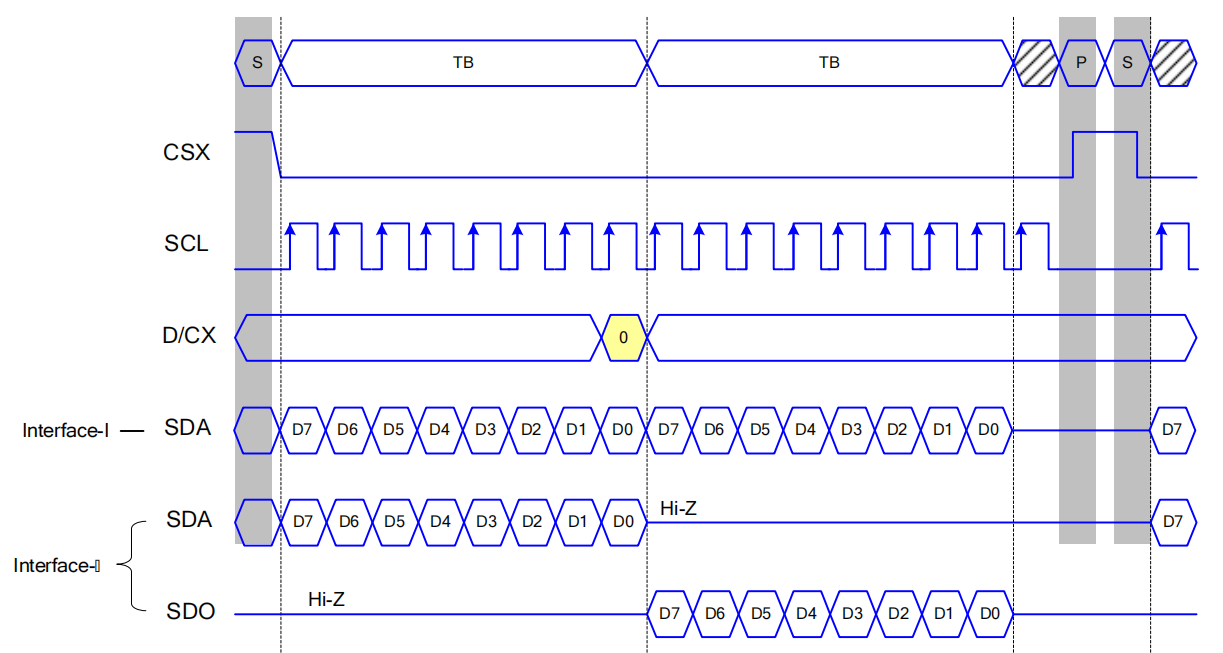 S TB TB P S
CSX
SCL
D/CX 0
Interface-I SDA D7 D6 D5 D4 D3 D2 D1 D0 D7 D6 D5 D4 D3 D2 D1 D0 D7
SDA D7 D6 D5 D4 D3 D2 D1 D0 Hi-Z D7
Interface-
SDO Hi-Z D7 D6 D5 D4 D3 D2 D1 D0